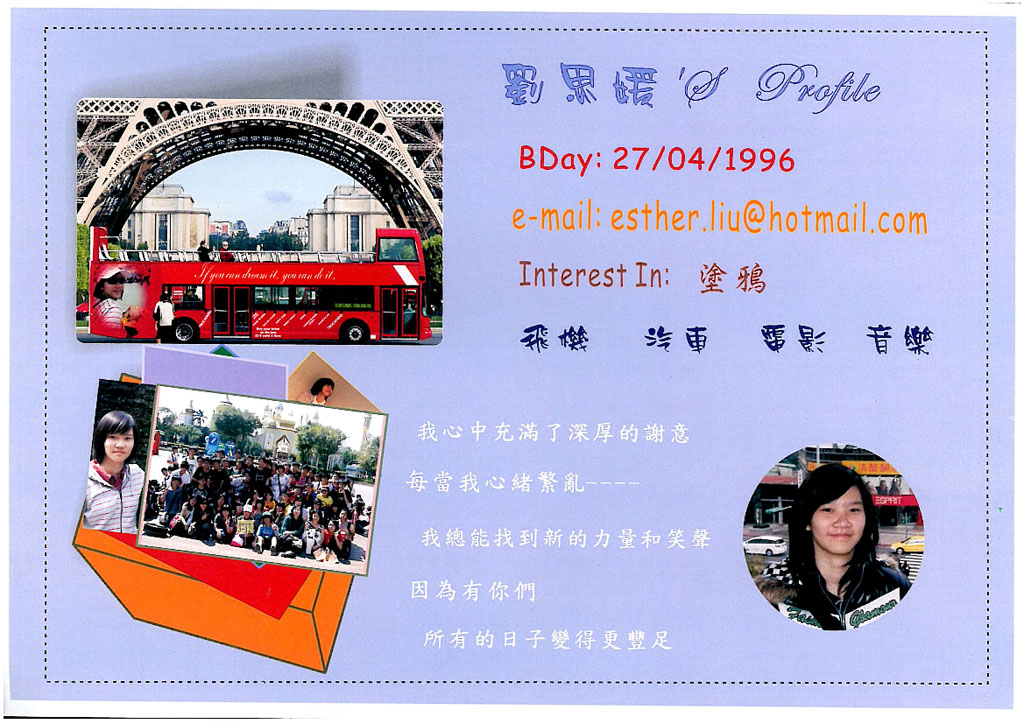 劉思媛's Profile
BDay: 27/04/1996
e-mail: esther.liu@hotmail.com
Interest In: 塗鴉
飛機 汽車 電影 音樂
If you can dream it, you can do it.
我心中充滿了深厚的謝意
每當我心緒繁亂----
我總能找到新的力量和笑聲
因為有你們
所有的日子變得更豐足
ESPRIT
Glamour